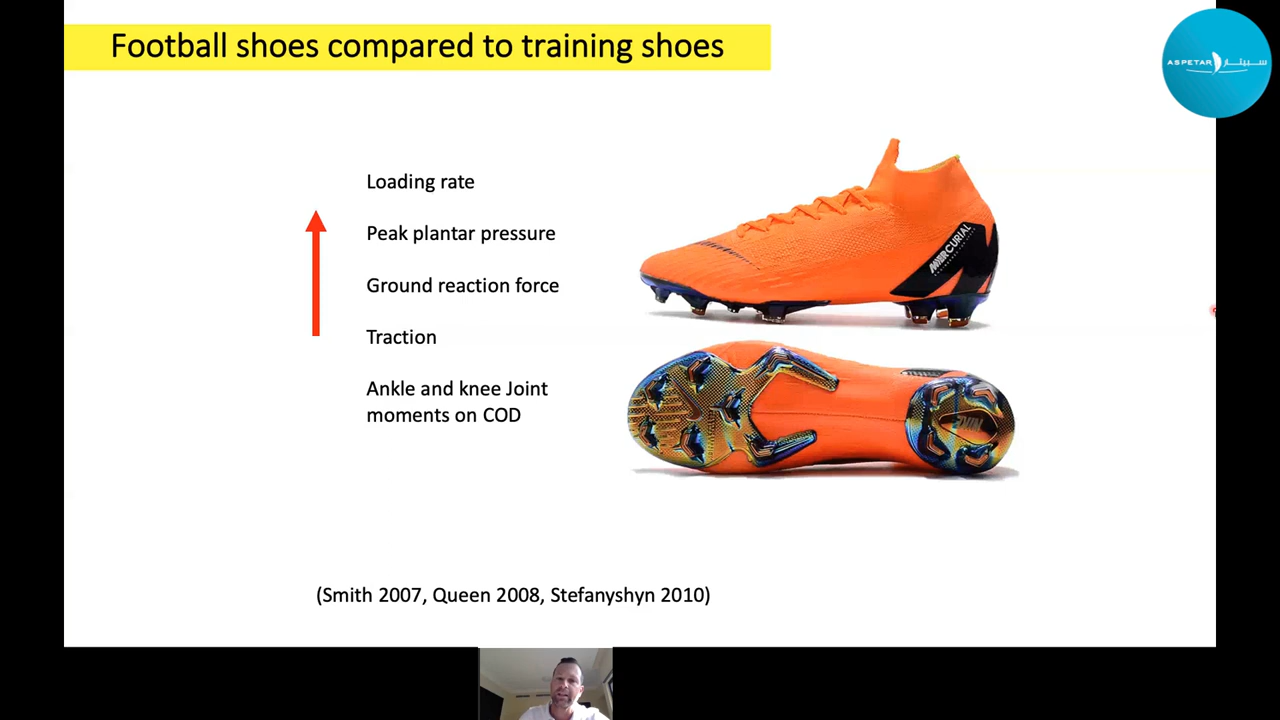 Football shoes compared to training shoes
ASPETAR سبيتار
Loading rate
Peak plantar pressure
Ground reaction force
Traction
Ankle and knee Joint
moments on COD
MERCURIAL
(Smith 2007, Queen 2008, Stefanyshyn 2010)